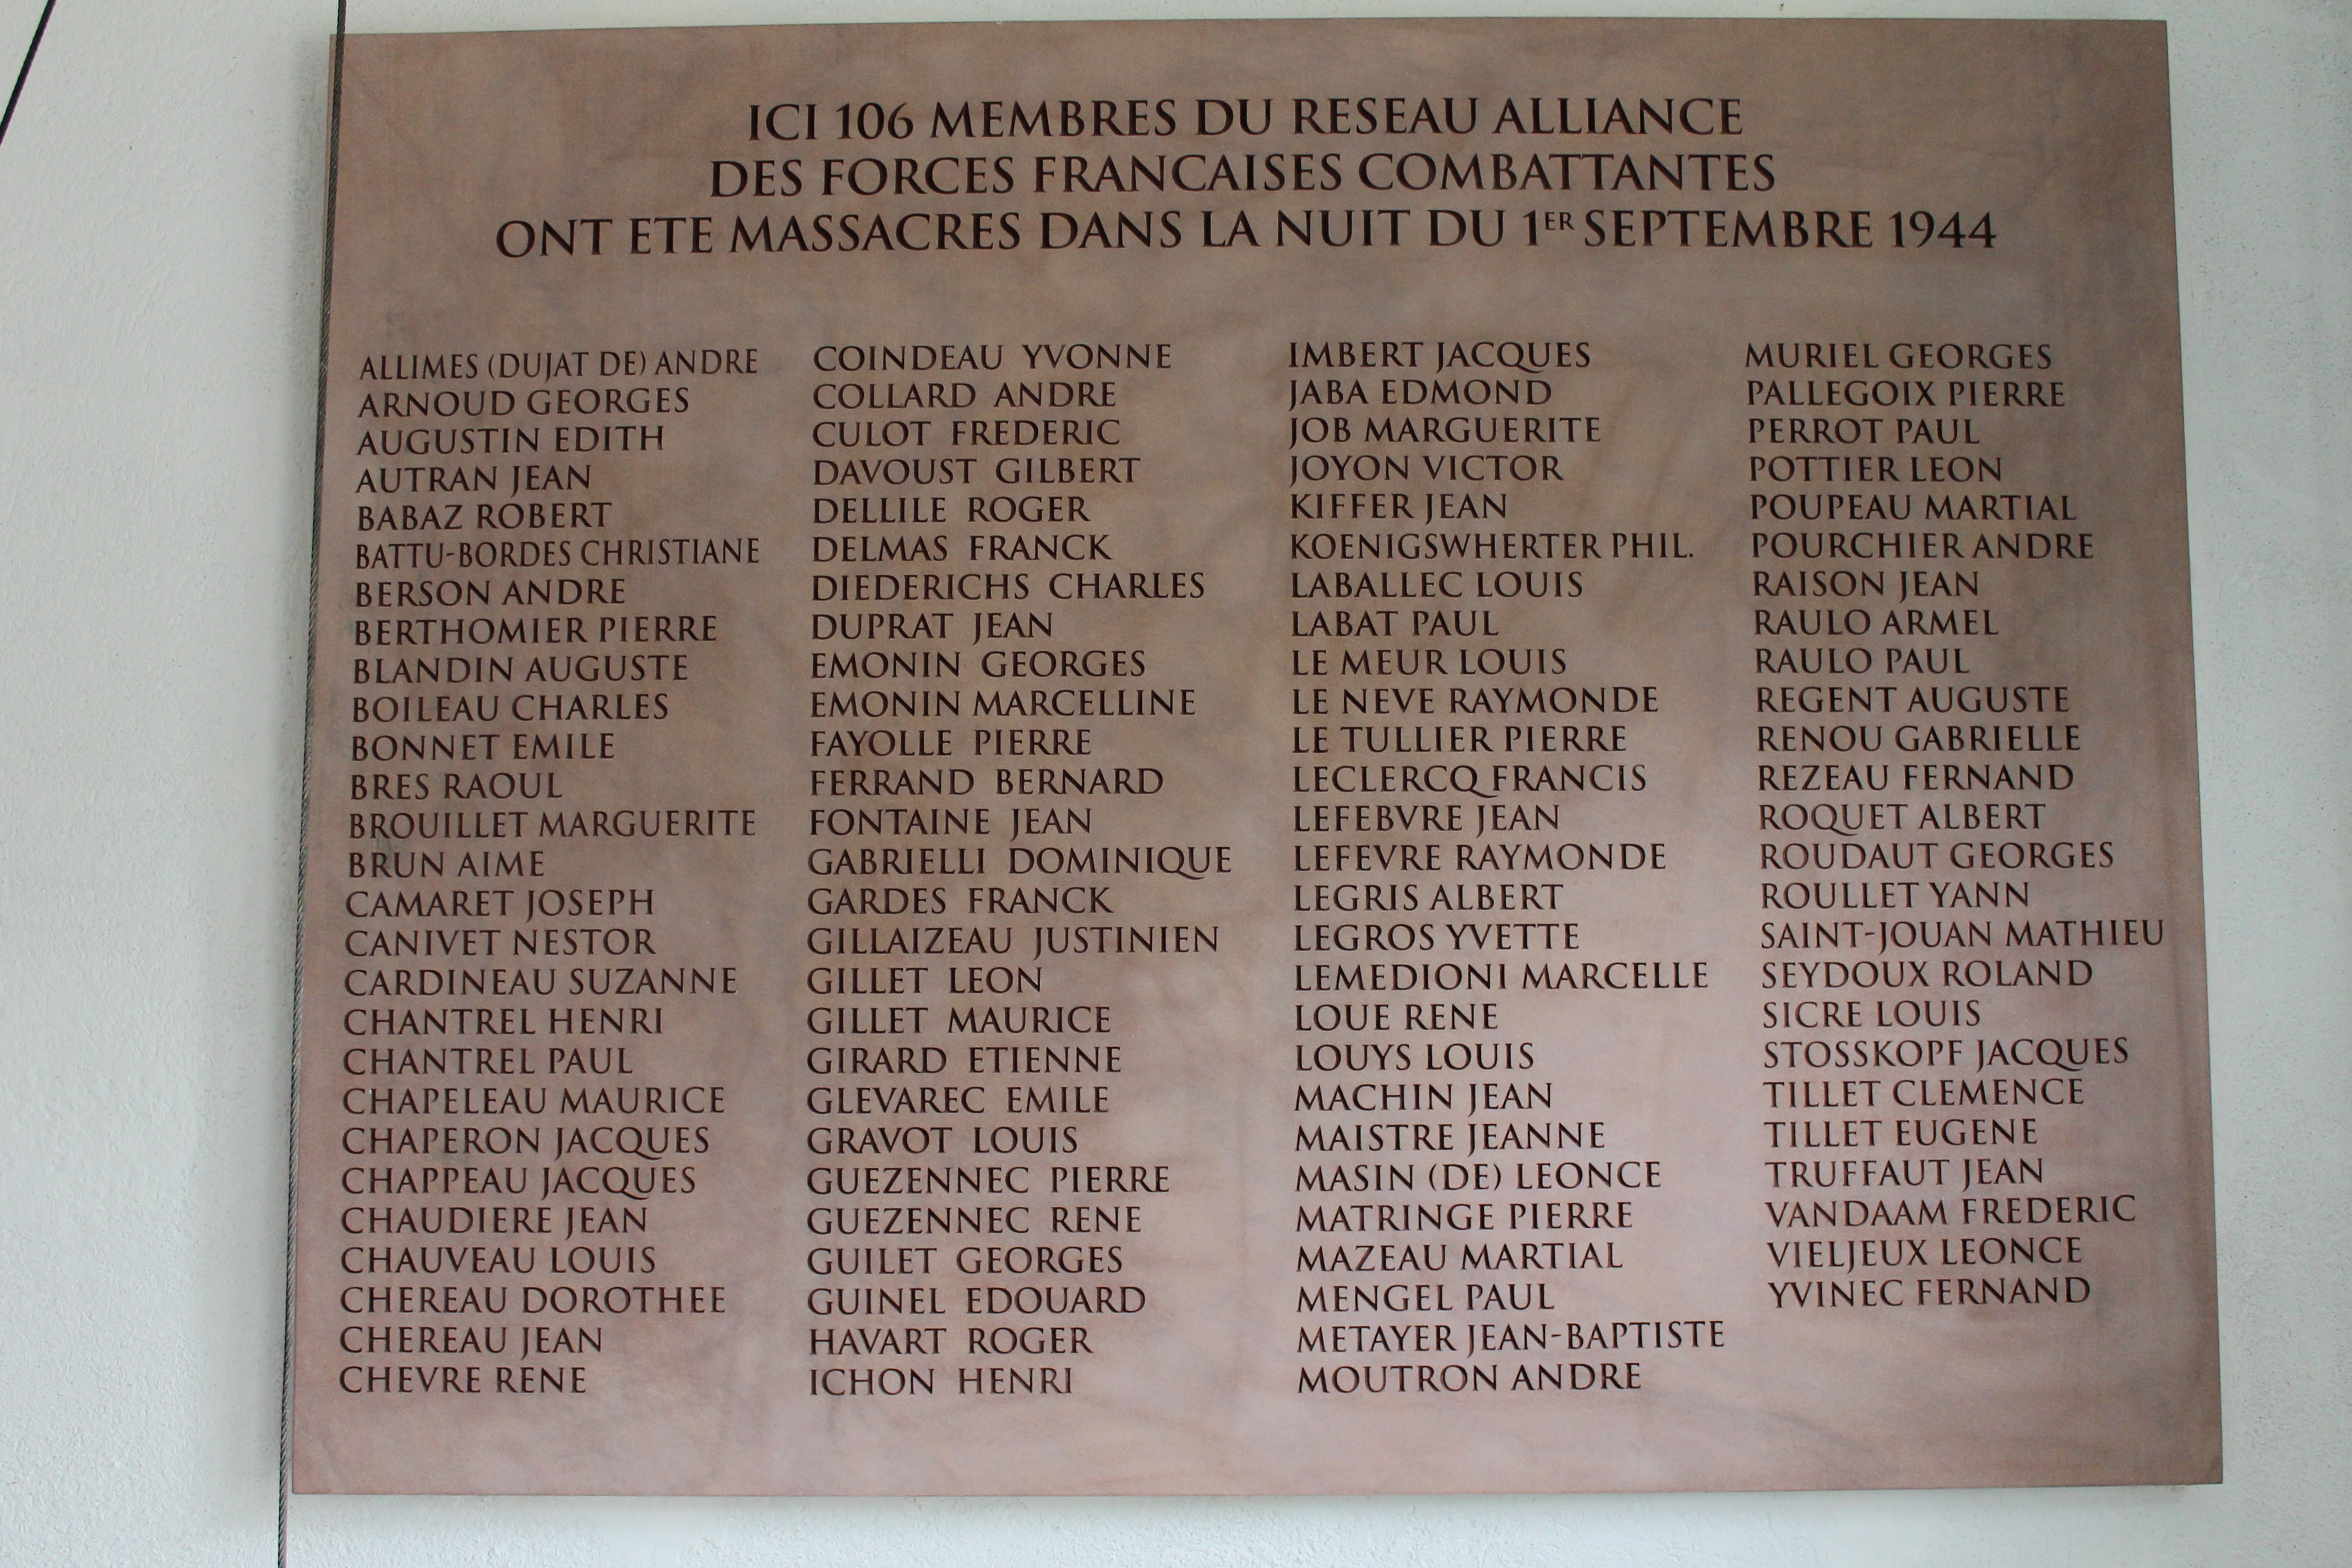 ICI 106 MEMBRES DU RESEAU ALLIANCE
DES FORCES FRANCAISES COMBATTANTES
ONT ETE MASSACRES DANS LA NUIT DU 1ER SEPTEMBRE 1944
ALLIMES (DUJAT DE) ANDRE
ARNOUD GEORGES
AUGUSTIN EDITH
AUTRAN JEAN
BABAZ ROBERT
BATTU-BORDES CHRISTIANE
BERSON ANDRE
BERTHOMIER PIERRE
BLANDIN AUGUSTE
BOILEAU CHARLES
BONNET EMILE
BRES RAOUL
BROUILLET MARGUERITE
BRUN AIME
CAMARET JOSEPH
CANIVET NESTOR
CARDINEAU SUZANNE
CHANTREL HENRI
CHANTREL PAUL
CHAPELEAU MAURICE
CHAPERON JACQUES
CHAPPEAU JACQUES
CHAUDIERE JEAN
CHAUVEAU LOUIS
CHEREAU DOROTHEE
CHEREAU JEAN
CHEVRE RENE
COINDEAU YVONNE
COLLARD ANDRE
CULOT FREDERIC
DAVOUST GILBERT
DELLILE ROGER
DELMAS FRANCK
DIEDERICHS CHARLES
DUPRAT JEAN
EMONIN GEORGES
EMONIN MARCELLINE
FAYOLLE PIERRE
FERRAND BERNARD
FONTAINE JEAN
GABRIELLI DOMINIQUE
GARDES FRANCK
GILLAIZEAU JUSTINIEN
GILLET LEON
GILLET MAURICE
GIRARD ETIENNE
GLEVAREC EMILE
GRAVOT LOUIS
GUEZENNEC PIERRE
GUEZENNEC RENE
GUILET GEORGES
GUINEL EDOUARD
HAVART ROGER
ICHON HENRI
IMBERT JACQUES
JABA EDMOND
JOB MARGUERITE
JOYON VICTOR
KIFFER JEAN
KOENIGSWHERTER PHIL.
LABALLEC LOUIS
LABAT PAUL
LE MEUR LOUIS
LE NEVE RAYMONDE
LE TULLIER PIERRE
LECLERCQ FRANCIS
LEFEBVRE JEAN
LEFEVRE RAYMONDE
LEGRIS ALBERT
LEGROS YVETTE
LEMEDIONI MARCELLE
LOUE RENE
LOUYS LOUIS
MACHIN JEAN
MAISTRE JEANNE
MASIN (DE) LEONCE
MATRINGE PIERRE
MAZEAU MARTIAL
MENGEL PAUL
METAYER JEAN-BAPTISTE
MOUTRON ANDRE
MURIEL GEORGES
PALLEGOIX PIERRE
PERROT PAUL
POTTIER LEON
POUPEAU MARTIAL
POURCHIER ANDRE
RAISON JEAN
RAULO ARMEL
RAULO PAUL
REGENT AUGUSTE
RENOU GABRIELLE
REZEAU FERNAND
ROQUET ALBERT
ROUDAUT GEORGES
ROULLET YANN
SAINT-JOUAN MATHIEU
SEYDOUX ROLAND
SICRE LOUIS
STOSSKOPF JACQUES
TILLET CLEMENCE
TILLET EUGENE
TRUFFAUT JEAN
VANDAAM FREDERIC
VIELJEUX LEONCE
YVINEC FERNAND